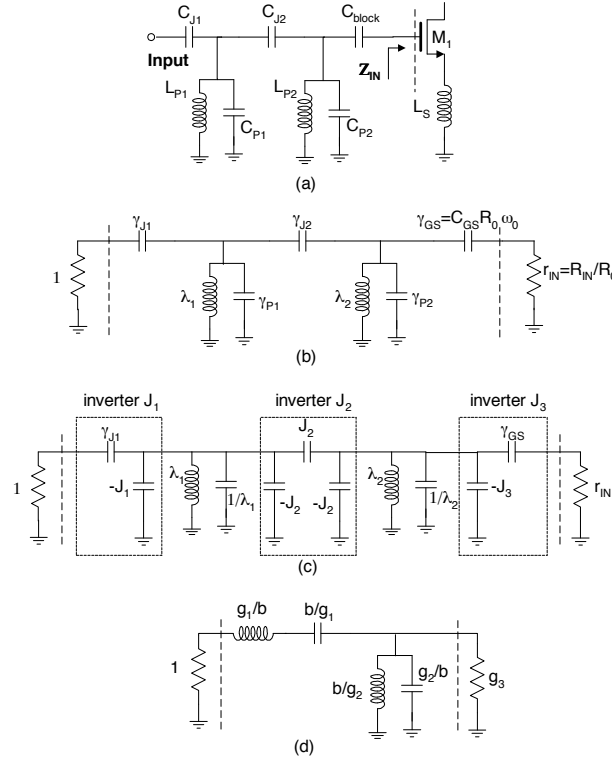 C_J1 C_J2 C_block
Input Z_IN M_1
L_P1 C_P1 L_P2 C_P2 L_S
(a)
γ_J1 γ_J2 γ_GS=C_GS R_0 ω_0
1 λ_1 γ_P1 λ_2 γ_P2 r_IN=R_IN/R_0
(b)
inverter J_1 inverter J_2 inverter J_3
γ_J1 J_2 γ_GS
1 -J_1 λ_1 1/λ_1 -J_2 -J_2 λ_2 1/λ_2 -J_3 r_IN
(c)
g_1/b b/g_1
1 b/g_2 g_2/b g_3
(d)